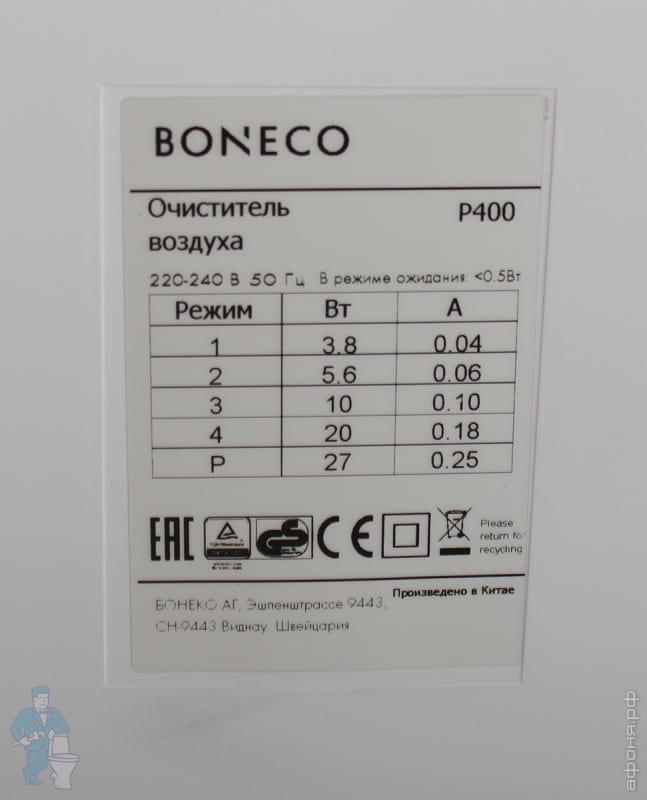 BONECO
Очиститель P400
воздуха
220-240 В 50 Гц В режиме ожидания: <0.5Вт
Режим Вт А
1 3.8 0.04
2 5.6 0.06
3 10 0.10
4 20 0.18
P 27 0.25
EAC CE Please
return for
recycling
Произведено в Китае
БОНЕКО АГ, Эшпенштрассе 9443,
CH-9443 Виднау Швейцария
афоня.рф